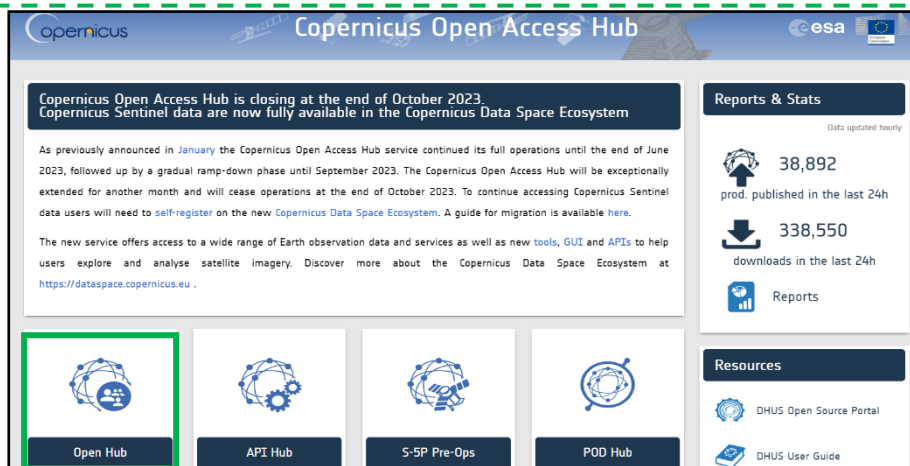 opernicus
Copernicus Open Access Hub
esa
Copernicus Open Access Hub is closing at the end of October 2023.
Copernicus Sentinel data are now fully available in the Copernicus Data Space Ecosystem
As previously announced in January the Copernicus Open Access Hub service continued its full operations until the end of June
2023, followed up by a gradual ramp-down phase until September 2023. The Copernicus Open Access Hub will be exceptionally
extended for another month and will cease operations at the end of October 2023. To continue accessing Copernicus Sentinel
data users will need to self-register on the new Copernicus Data Space Ecosystem. A guide for migration is available here.
The new service offers access to a wide range of Earth observation data and services as well as new tools, GUI and APIs to help
users explore and analyse satellite imagery. Discover more about the Copernicus Data Space Ecosystem at
https://dataspace.copernicus.eu .
Reports & Stats
Data updated hourly
38,892
prod. published in the last 24h
338,550
downloads in the last 24h
Reports
Open Hub
API Hub
S-5P Pre-Ops
POD Hub
Resources
DHUS Open Source Portal
DHUS User Guide